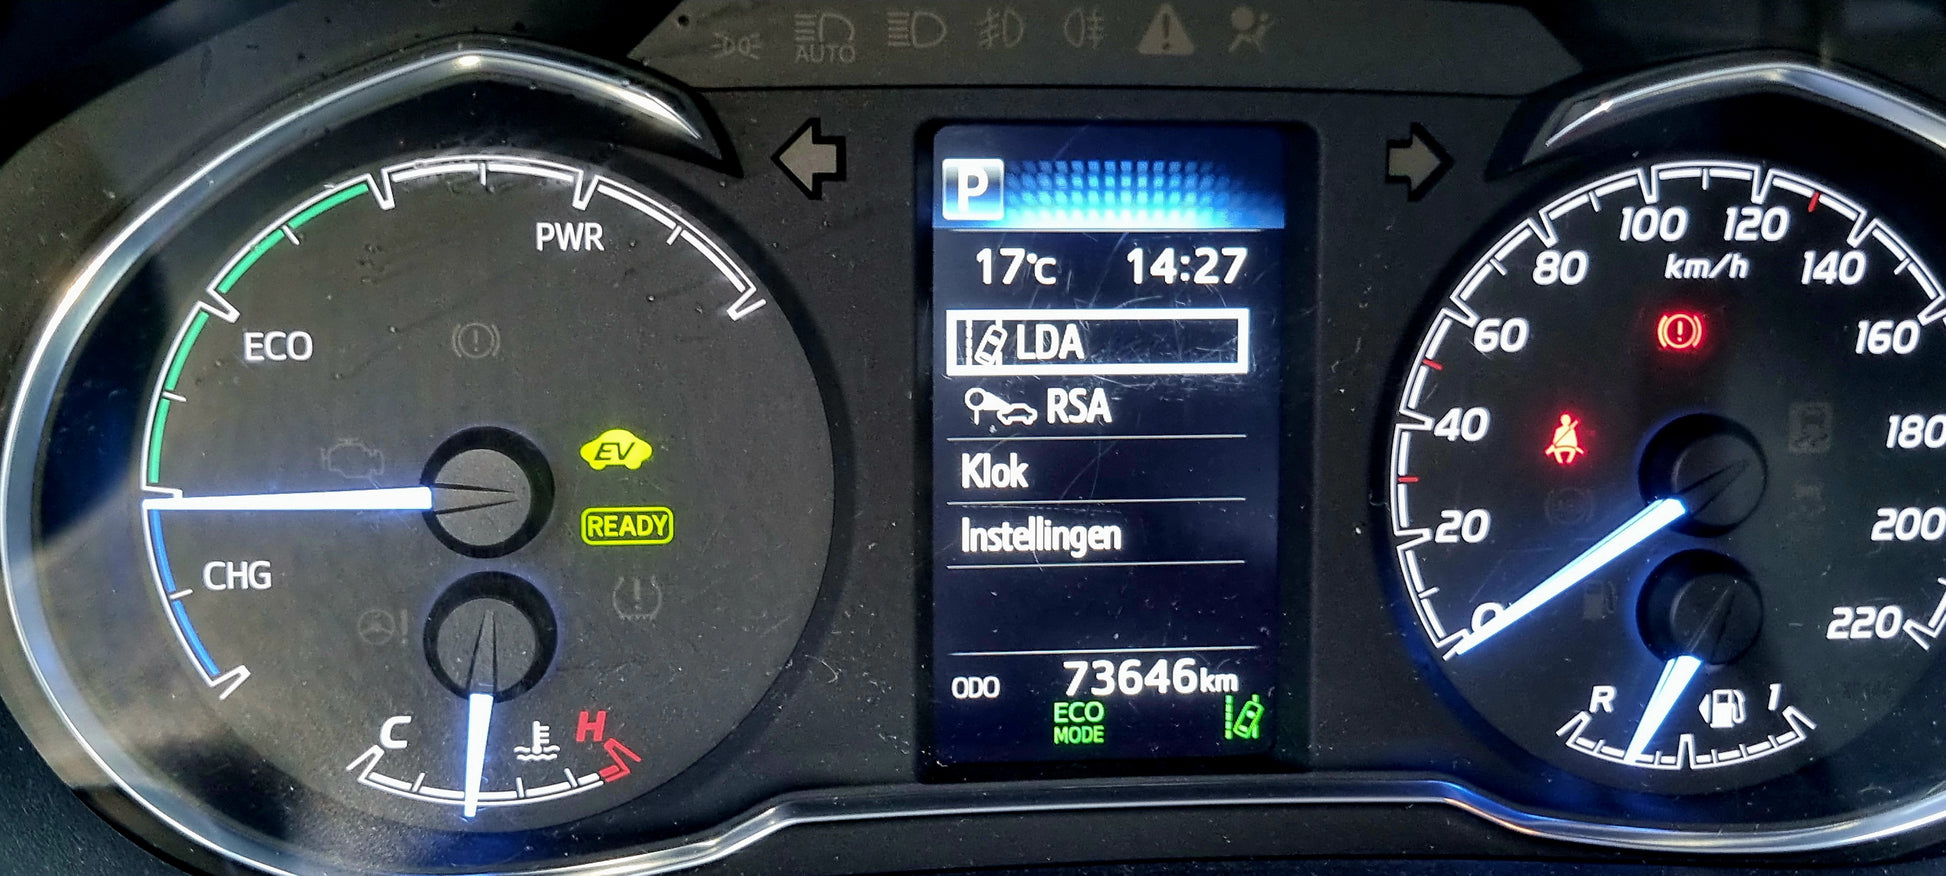 AUTO
PWR
ECO
CHG
EV
READY
C
H
P
17°C 14:27
LDA
RSA
Klok
Instellingen
ODO 73646km
ECO
MODE
0
20
40
60
80
100
120
140
160
180
200
220
km/h
R
1